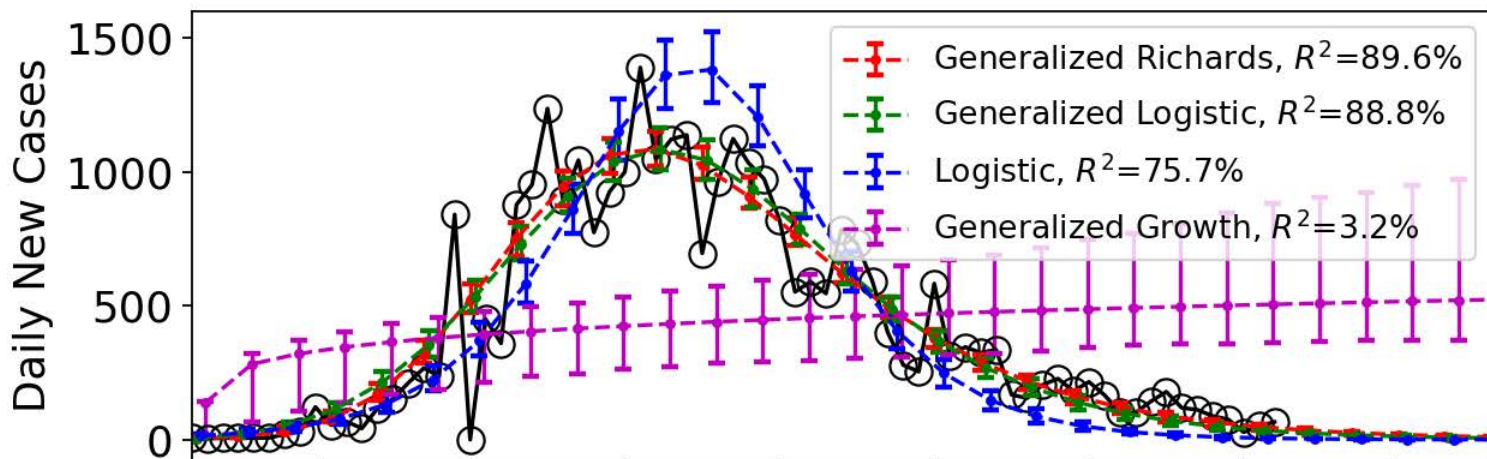 Daily New Cases
1500
1000
500
0
Generalized Richards, R²=89.6%
Generalized Logistic, R²=88.8%
Logistic, R²=75.7%
Generalized Growth, R²=3.2%